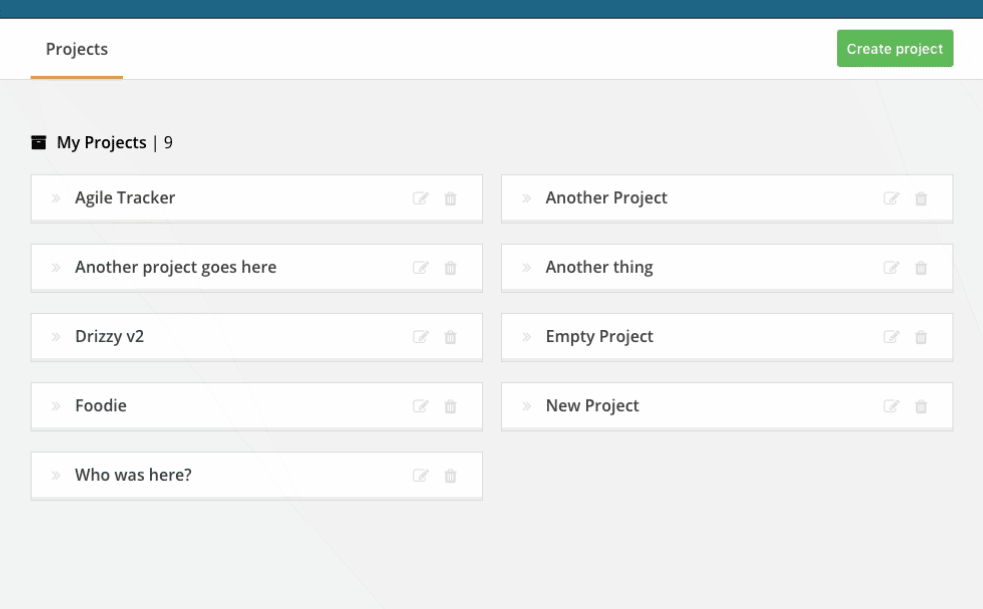 Projects
Create project
My Projects | 9
Agile Tracker
Another Project
Another project goes here
Another thing
Drizzy v2
Empty Project
Foodie
New Project
Who was here?